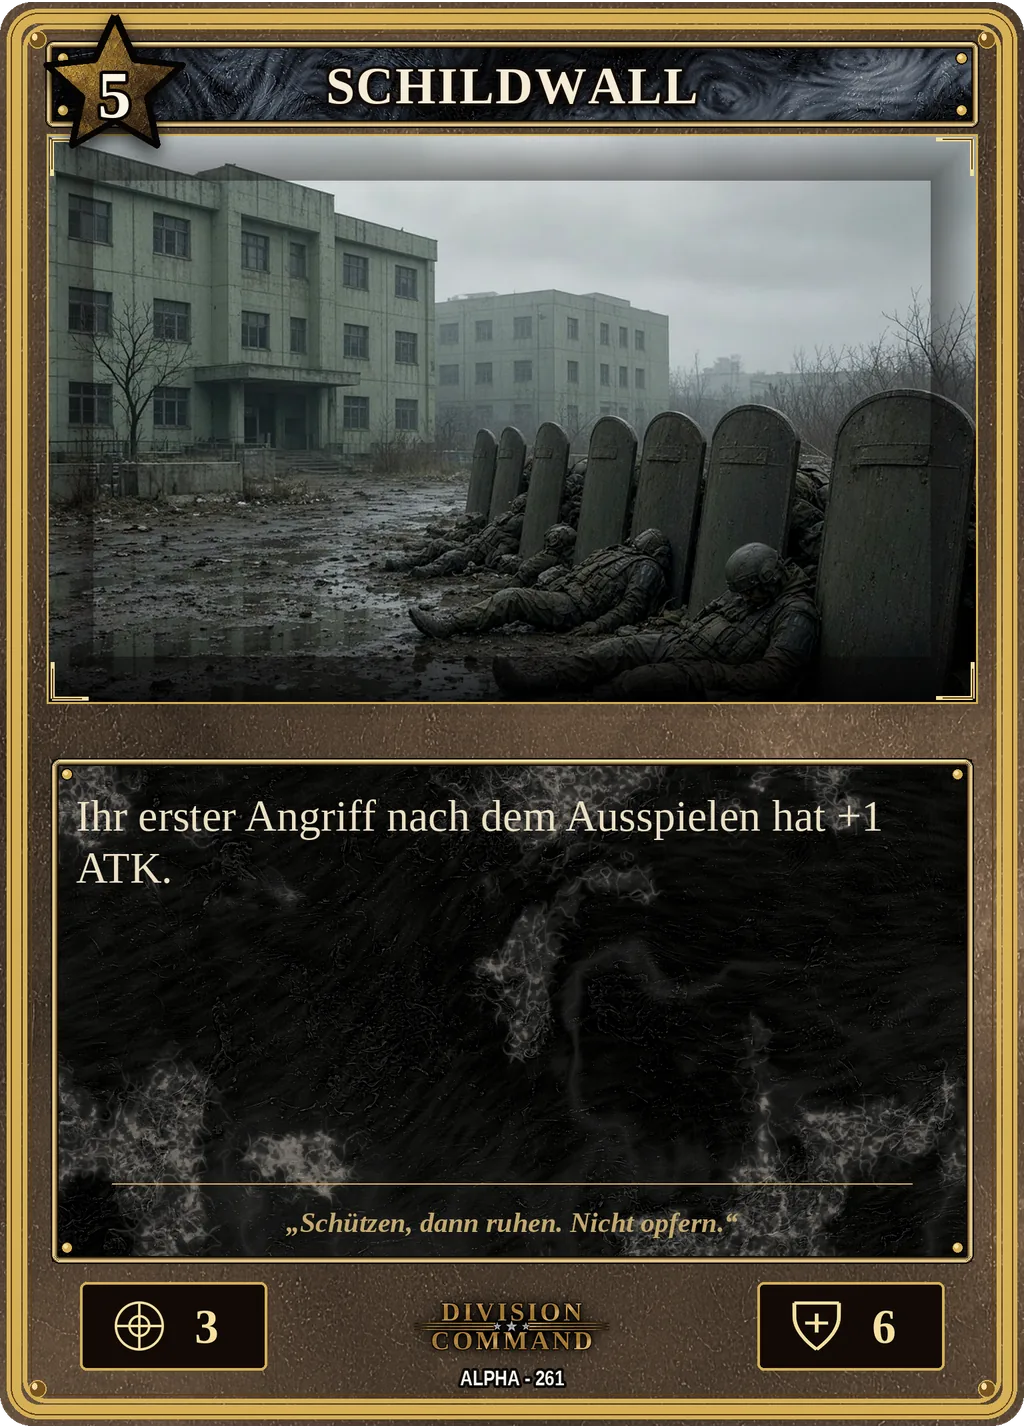 5
SCHILDWALL
Ihr erster Angriff nach dem Ausspielen hat +1
ATK.
„Schützen, dann ruhen. Nicht opfern.“
3
DIVISION
COMMAND
6
ALPHA - 261